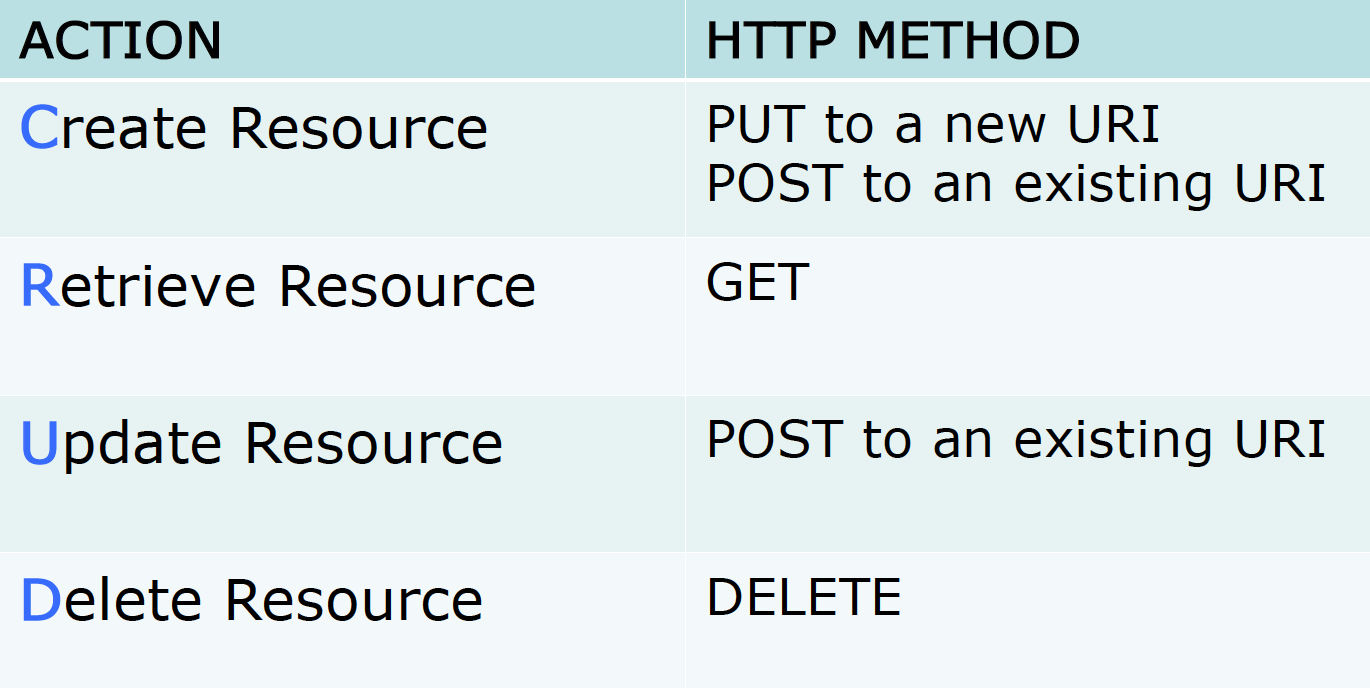 ACTION
HTTP METHOD
Create Resource
PUT to a new URI
POST to an existing URI
Retrieve Resource
GET
Update Resource
POST to an existing URI
Delete Resource
DELETE